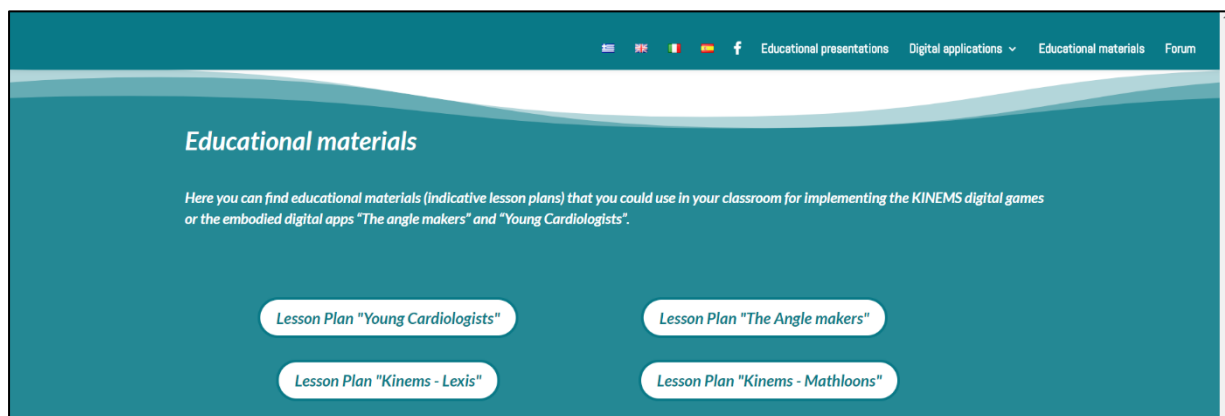 Educational presentations Digital applications Educational materials Forum
Educational materials
Here you can find educational materials (indicative lesson plans) that you could use in your classroom for implementing the KINEMS digital games
or the embodied digital apps “The angle makers” and “Young Cardiologists”.
Lesson Plan "Young Cardiologists" Lesson Plan "The Angle makers"
Lesson Plan "Kinems - Lexis" Lesson Plan "Kinems - Mathloons"